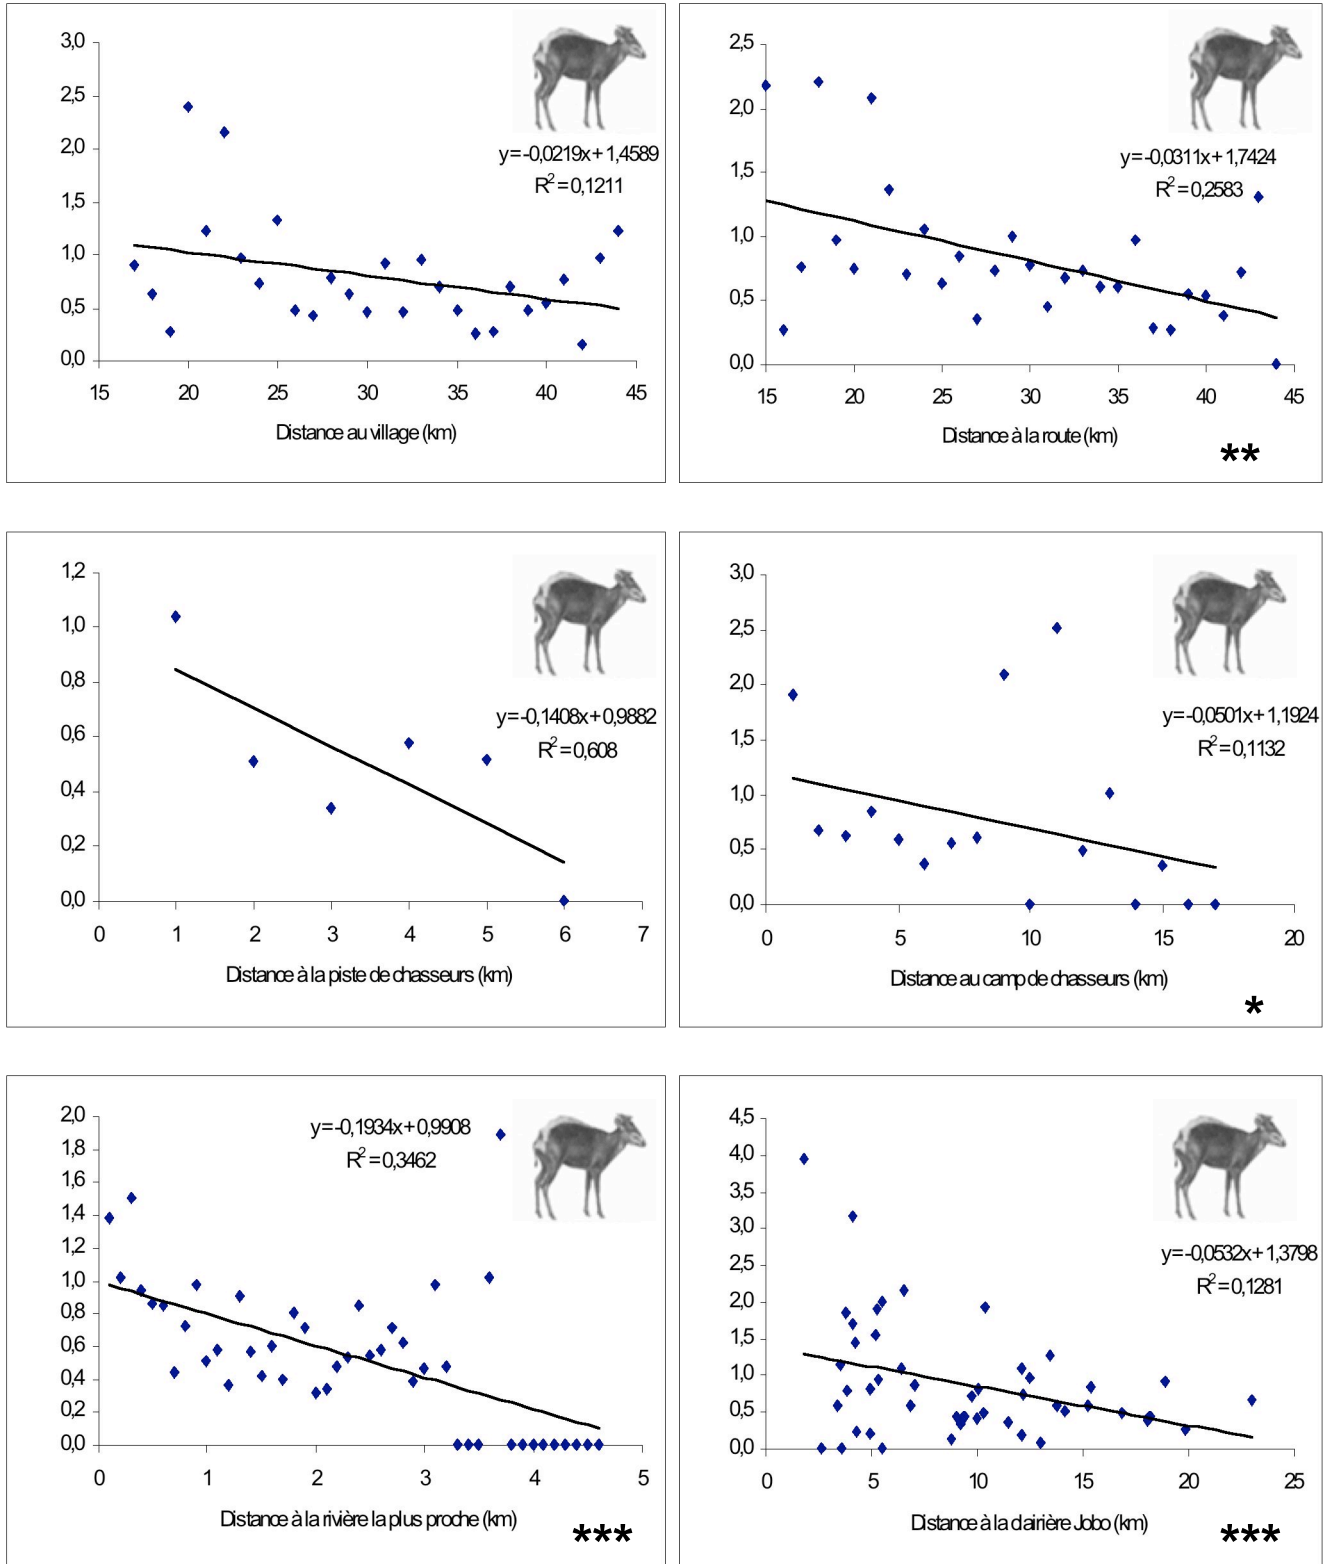 3,0
2,5
2,0
1,5
1,0
0,5
0,0
15 20 25 30 35 40 45
y=-0,0219x+1,4589
R²=0,1211
Distance au village (km)
2,5
2,0
1,5
1,0
0,5
0,0
15 20 25 30 35 40 45
y=-0,0311x+1,7424
R²=0,2583
Distance à la route (km)
**
1,2
1,0
0,8
0,6
0,4
0,2
0,0
0 1 2 3 4 5 6 7
y=-0,1408x+0,9882
R²=0,608
Distance à la piste de chasseurs (km)
3,0
2,5
2,0
1,5
1,0
0,5
0,0
0 5 10 15 20
y=-0,0501x+1,1924
R²=0,1132
Distance au camp de chasseurs (km)
*
2,0
1,8
1,6
1,4
1,2
1,0
0,8
0,6
0,4
0,2
0,0
0 1 2 3 4 5
y=-0,1934x+0,9908
R²=0,3462
Distance à la rivière la plus proche (km)
***
4,5
4,0
3,5
3,0
2,5
2,0
1,5
1,0
0,5
0,0
0 5 10 15 20 25
y=-0,0532x+1,3798
R²=0,1281
Distance à la clairière Jobo (km)
***